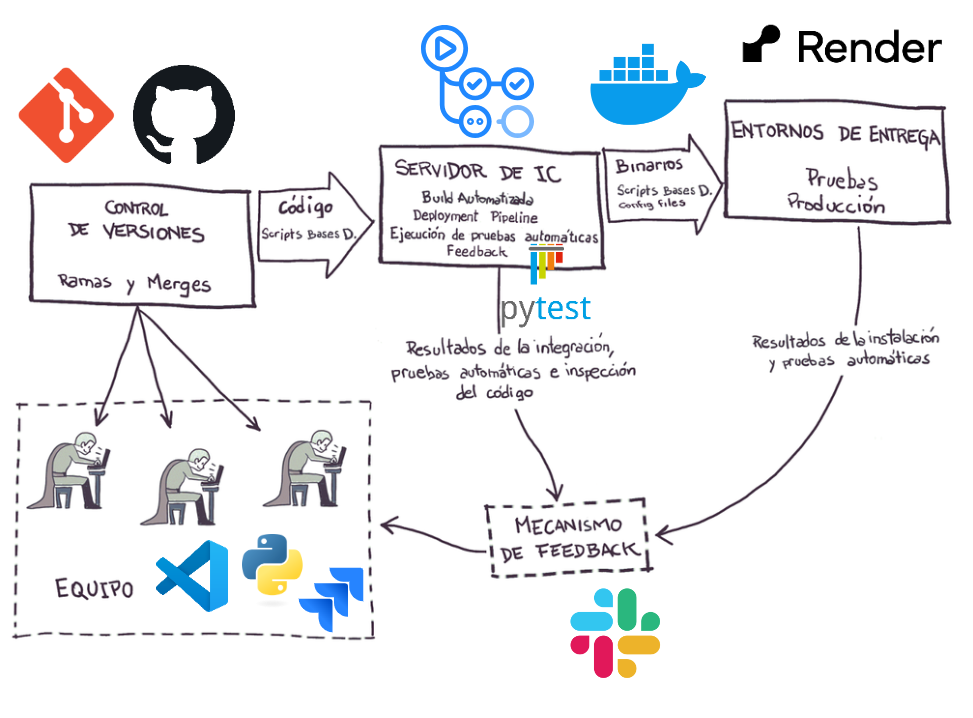 Render
CONTROL
DE VERSIONES
Ramas y Merges
Código
Scripts Bases D.
SERVIDOR DE IC
Build Automatizada
Deployment Pipeline
Ejecución de pruebas automáticas
Feedback
pytest
Binarios
Scripts Bases D.
Config Files
ENTORNOS DE ENTREGA
Pruebas
Producción
Resultados de la integración,
pruebas automáticas e inspección
del código
Resultados de la instalación
y pruebas automáticas
MECANISMO
DE FEEDBACK
EQUIPO